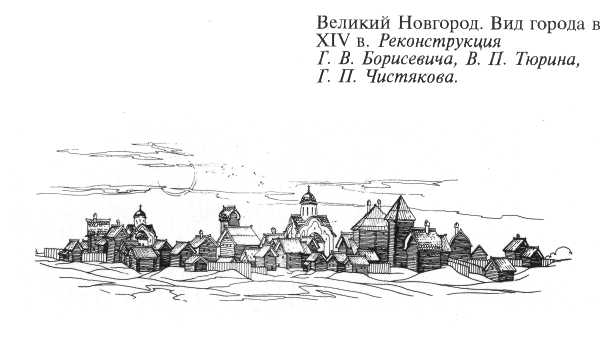 Великий Новгород. Вид города в
XIV в. Реконструкция
Г. В. Борисевича, В. П. Тюрина,
Г. П. Чистякова.